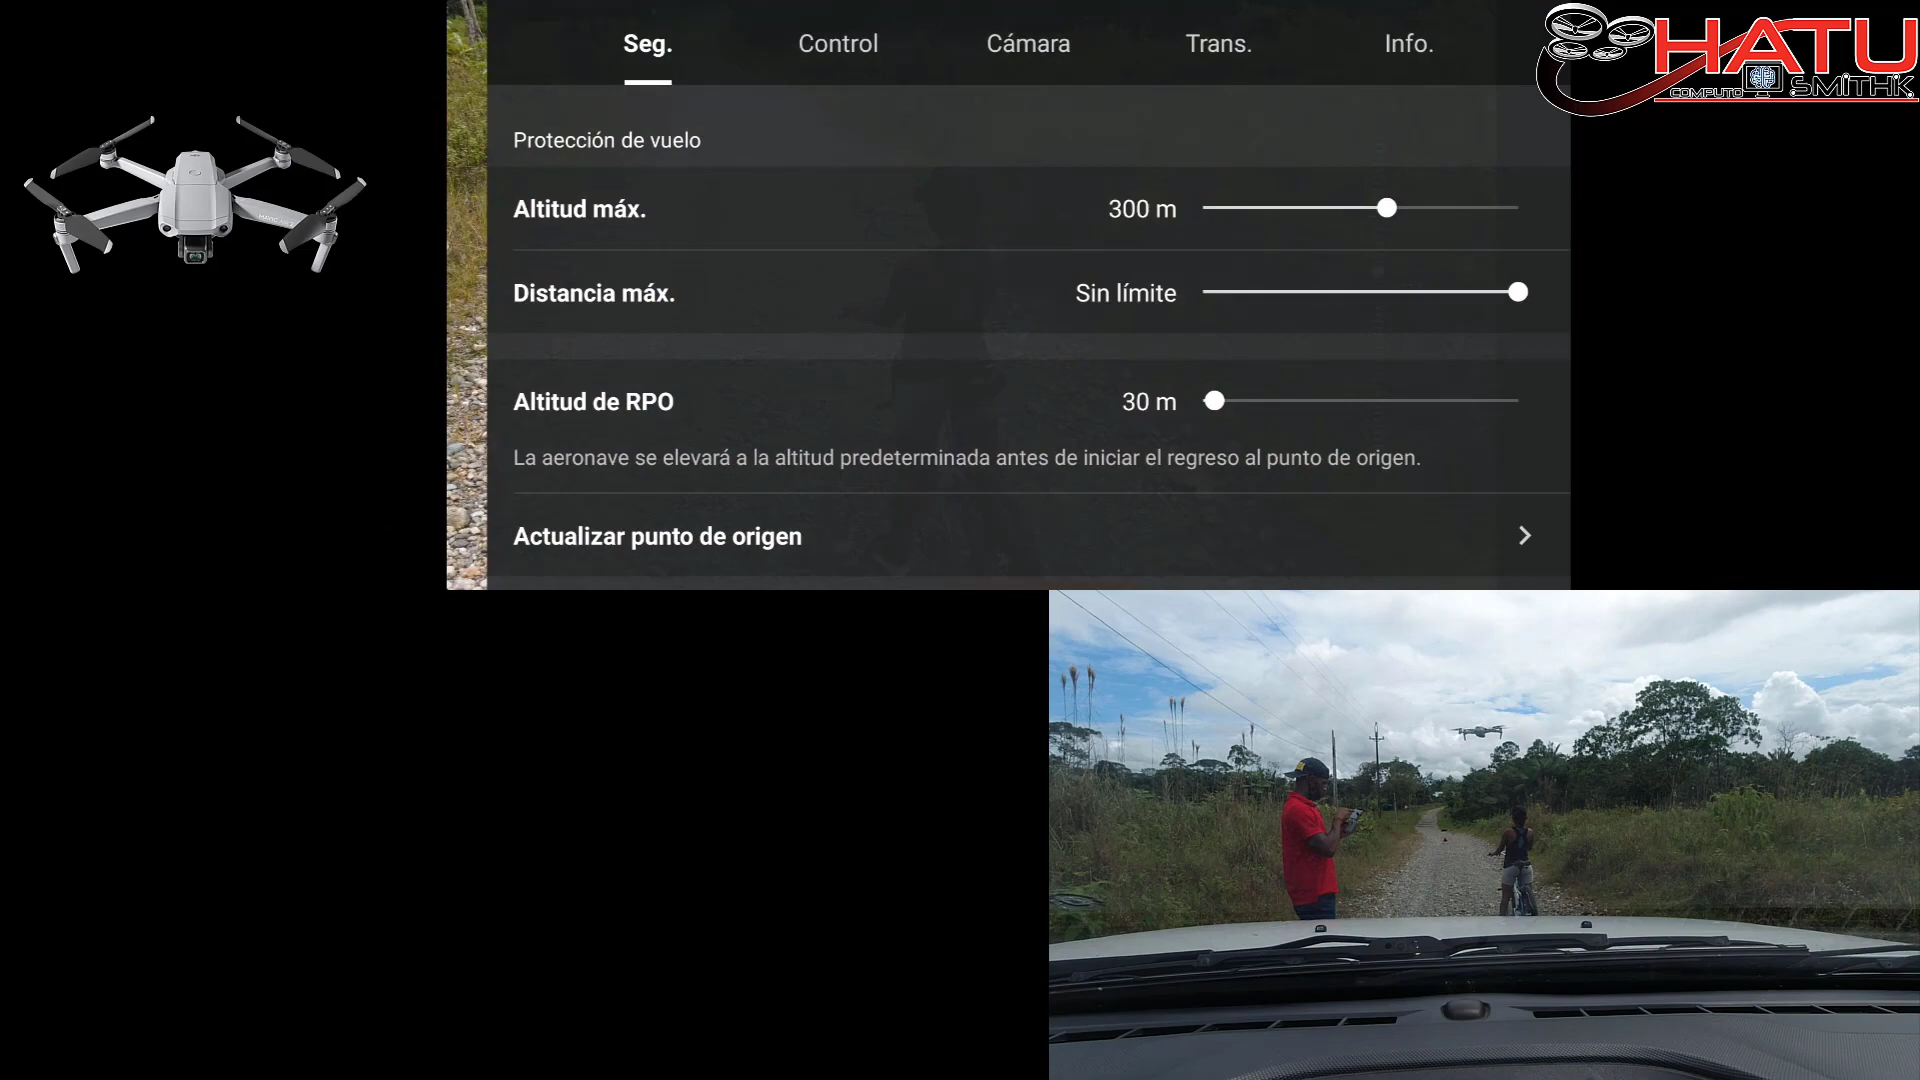 Seg.
Control
Cámara
Trans.
Info.
HATU
COMPUTO
SMITHK
Protección de vuelo
Altitud máx.
300 m
Distancia máx.
Sin límite
Altitud de RPO
30 m
La aeronave se elevará a la altitud predeterminada antes de iniciar el regreso al punto de origen.
Actualizar punto de origen